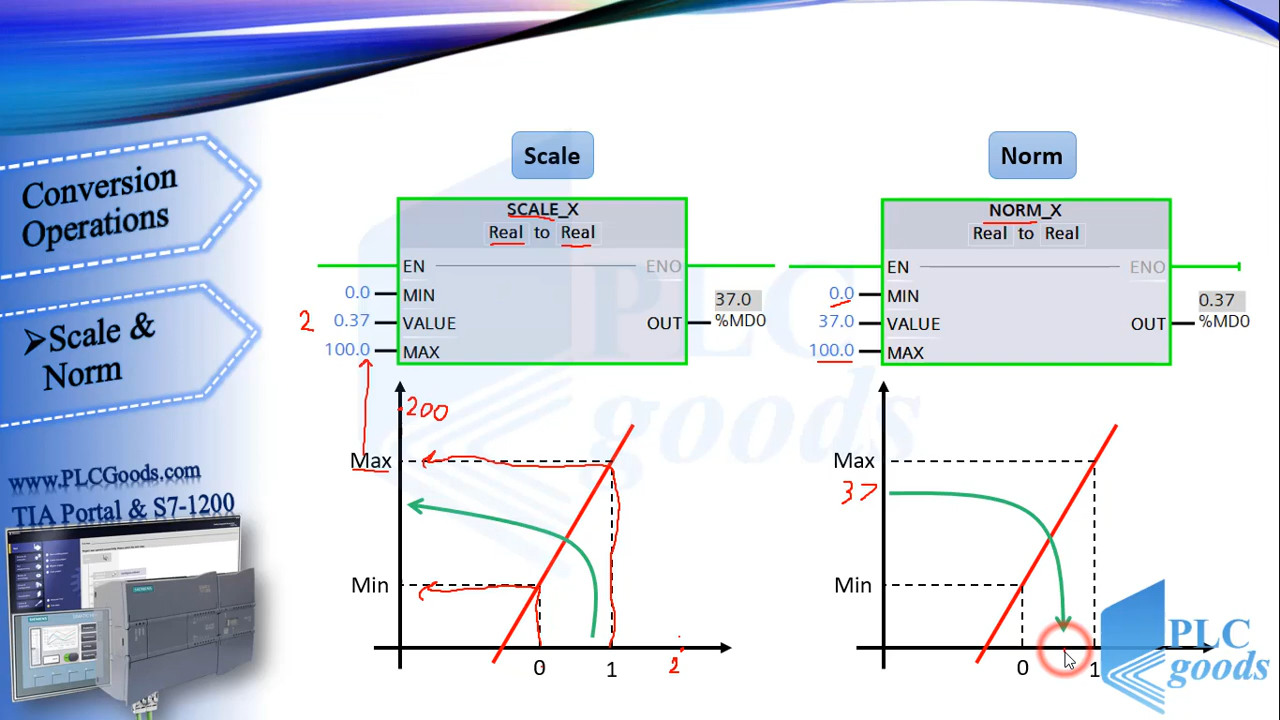 Conversion
Operations
➤Scale &
Norm
www.PLCGoods.com
TIA Portal & S7-1200
Scale
SCALE_X
Real to Real
EN ENO
0.0 MIN 37.0
2 0.37 VALUE OUT %MD0
100.0 MAX
200
Max
Min
0 1 2
Norm
NORM_X
Real to Real
EN ENO
0.0 MIN 0.37
37.0 VALUE OUT %MD0
100.0 MAX
Max
37
Min
0 1
PLC
goods
PLC
goods